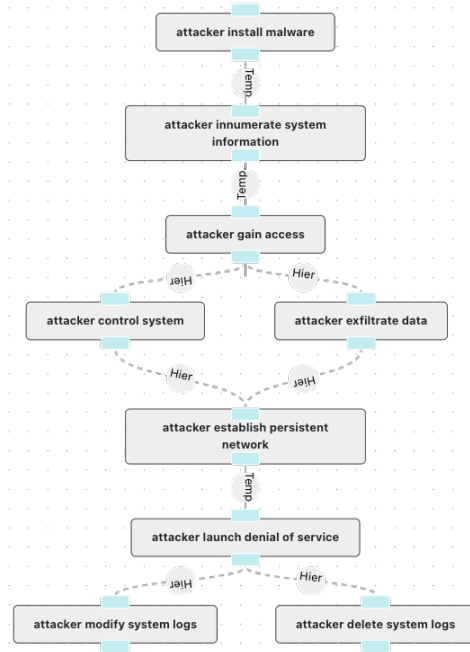 attacker install malware
Temp
attacker innumerate system
information
Temp
attacker gain access
Hier
Hier
attacker control system
attacker exfiltrate data
Hier
Hier
attacker establish persistent
network
Temp
attacker launch denial of service
Hier
Hier
attacker modify system logs
attacker delete system logs